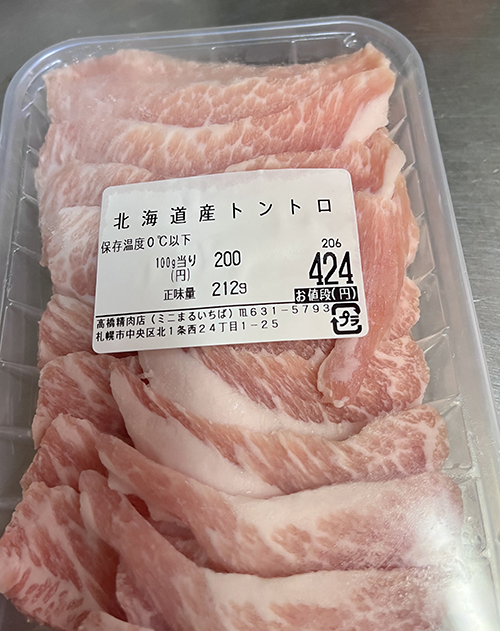 北海道産トントロ
保存温度0℃以下
206
100g当り 200
(円)
424
正味量 212g
お値段(円)
高橋精肉店(ミニまるいちば)℡631-5793
札幌市中央区北1条西24丁目1-25
プラ